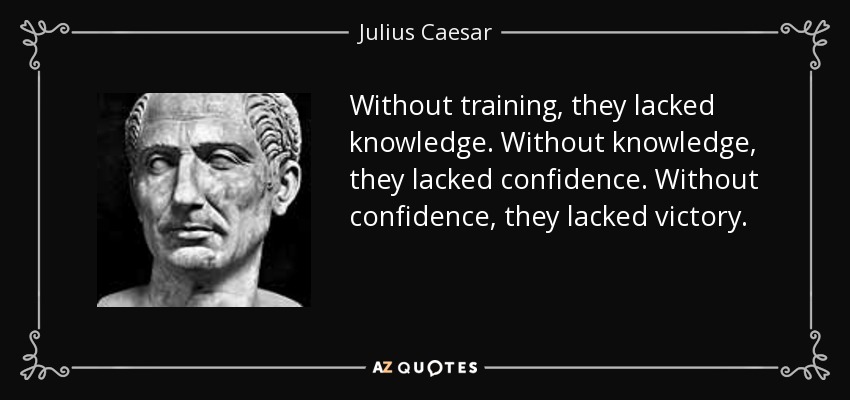 Julius Caesar
Without training, they lacked
knowledge. Without knowledge,
they lacked confidence. Without
confidence, they lacked victory.
AZ QUOTES